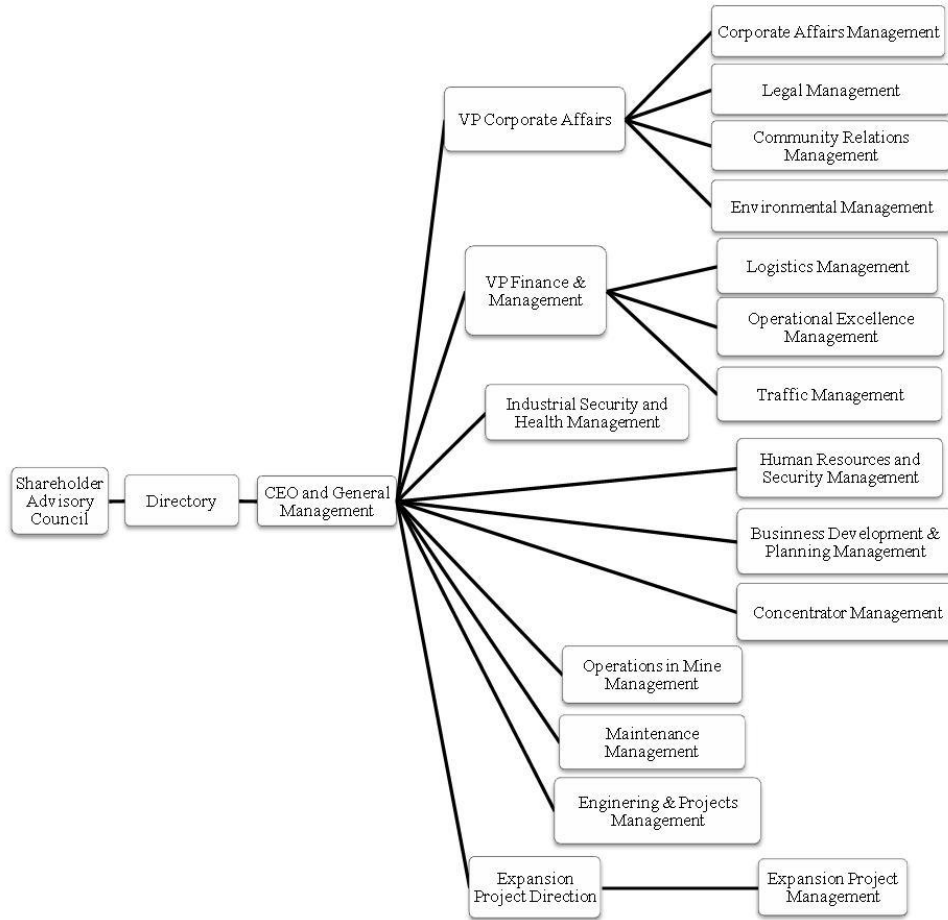 Corporate Affairs Management
Legal Management
VP Corporate Affairs
Community Relations
Management
Environmental Management
Logistics Management
VP Finance &
Management
Operational Excellence
Management
Traffic Management
Industrial Security and
Health Management
Human Resources and
Security Management
Shareholder
Advisory
Council
Directory
CEO and General
Management
Businness Development &
Planning Management
Concentrator Management
Operations in Mine
Management
Maintenance
Management
Enginering & Projects
Management
Expansion
Project Direction
Expansion Project
Management